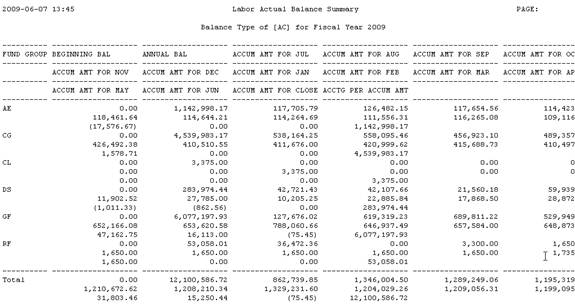 2009-06-07 13:45 Labor Actual Balance Summary PAGE:
Balance Type of [AC] for Fiscal Year 2009
FUND GROUP BEGINNING BAL ANNUAL BAL ACCUM AMT FOR JUL ACCUM AMT FOR AUG ACCUM AMT FOR SEP ACCUM AMT FOR OC
ACCUM AMT FOR NOV ACCUM AMT FOR DEC ACCUM AMT FOR JAN ACCUM AMT FOR FEB ACCUM AMT FOR MAR ACCUM AMT FOR AP
ACCUM AMT FOR MAY ACCUM AMT FOR JUN ACCUM AMT FOR CLOSE ACCTG PER ACCUM AMT
AE 0.00 1,142,998.17 117,705.79 126,482.15 117,654.56 114,423
118,461.64 114,644.21 114,264.69 111,556.31 116,265.08 109,116
(17,576.67) 0.00 0.00 1,142,998.17
CG 0.00 4,539,983.17 538,164.25 558,095.46 456,923.10 489,357
426,492.38 410,510.55 411,676.00 420,999.62 415,688.73 410,497
1,578.71 0.00 0.00 4,539,983.17
CL 0.00 3,375.00 0.00 0.00 0.00 0
0.00 0.00 3,375.00 0.00 0.00 0
0.00 0.00 0.00 3,375.00
DS 0.00 283,974.44 42,721.43 42,107.66 21,560.18 59,939
11,902.52 27,785.00 10,205.25 22,885.84 17,868.50 28,872
(1,011.33) (862.56) 0.00 283,974.44
GF 0.00 6,077,197.93 127,676.02 619,319.23 689,811.22 529,949
652,166.08 653,620.58 788,060.66 646,937.49 657,584.00 648,873
47,162.75 16,113.00 (75.45) 6,077,197.93
RF 0.00 53,058.01 36,472.36 0.00 3,300.00 1,650
1,650.00 1,650.00 1,650.00 1,650.00 1,650.00 1,735
1,650.00 0.00 0.00 53,058.01
Total 0.00 12,100,586.72 862,739.85 1,346,004.50 1,289,249.06 1,195,319
1,210,672.62 1,208,210.34 1,329,231.60 1,204,029.26 1,209,056.31 1,199,095
31,803.46 15,250.44 (75.45) 12,100,586.72